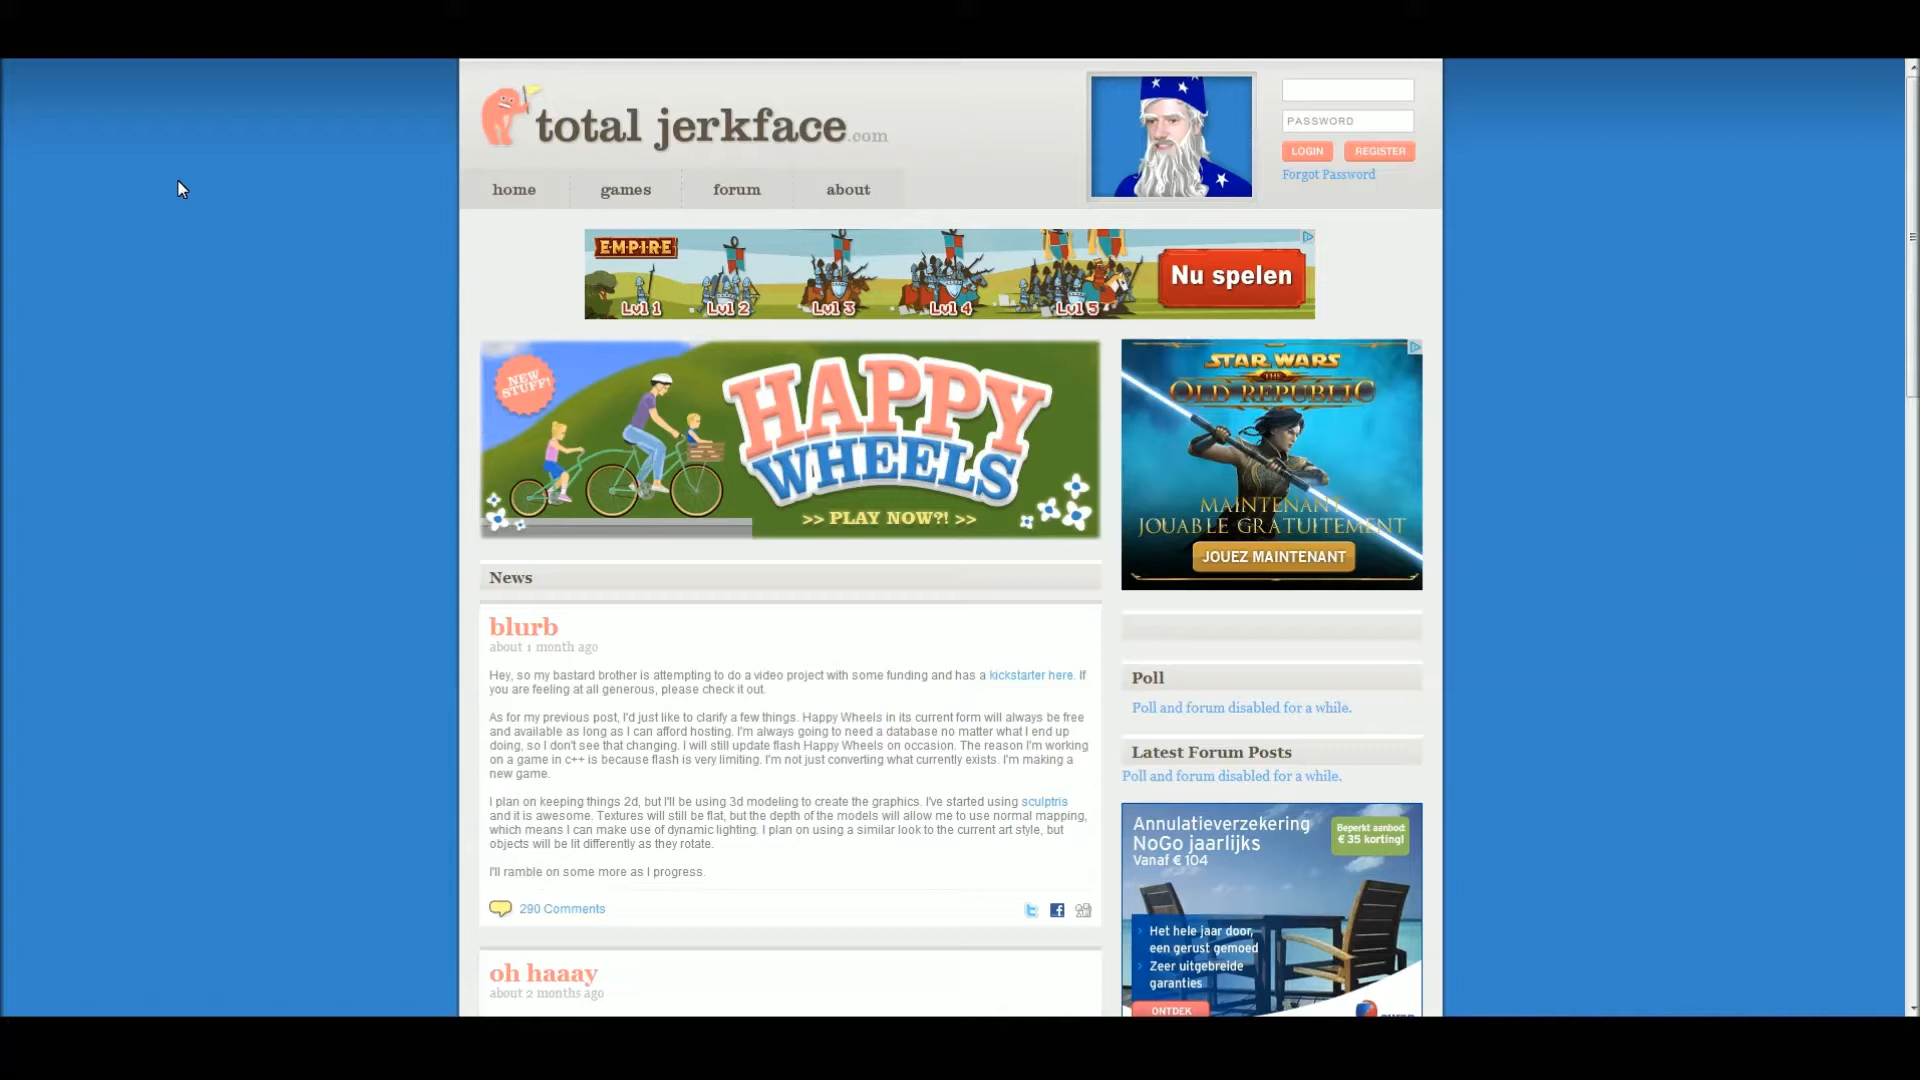 total jerkface.com
PASSWORD
LOGIN REGISTER
Forgot Password
home games forum about
EMPIRE
Lvl 1 Lvl 2 Lvl 3 Lvl 4 Lvl 5
Nu spelen
NEW STUFF!
HAPPY
WHEELS
>> PLAY NOW?! >>
STAR WARS
THE
OLD REPUBLIC
MAINTENANT
JOUABLE GRATUITEMENT
JOUEZ MAINTENANT
News
blurb
about 1 month ago
Hey, so my bastard brother is attempting to do a video project with some funding and has a kickstarter here. If
you are feeling at all generous, please check it out.
As for my previous post, I'd just like to clarify a few things. Happy Wheels in its current form will always be free
and available as long as I can afford hosting. I'm always going to need a database no matter what I end up
doing, so I don't see that changing. I will still update flash Happy Wheels on occasion. The reason I'm working
on a game in c++ is because flash is very limiting. I'm not just converting what currently exists. I'm making a
new game.
I plan on keeping things 2d, but I'll be using 3d modeling to create the graphics. I've started using sculptris
and it is awesome. Textures will still be flat, but the depth of the models will allow me to use normal mapping,
which means I can make use of dynamic lighting. I plan on using a similar look to the current art style, but
objects will be lit differently as they rotate.
I'll ramble on some more as I progress.
290 Comments
oh haaay
about 2 months ago
Poll
Poll and forum disabled for a while.
Latest Forum Posts
Poll and forum disabled for a while.
Annulatieverzekering
NoGo jaarlijks
Vanaf € 104
Beperkt aanbod:
€ 35 korting!
Het hele jaar door,
een gerust gemoed
Zeer uitgebreide
garanties
ONTDEK